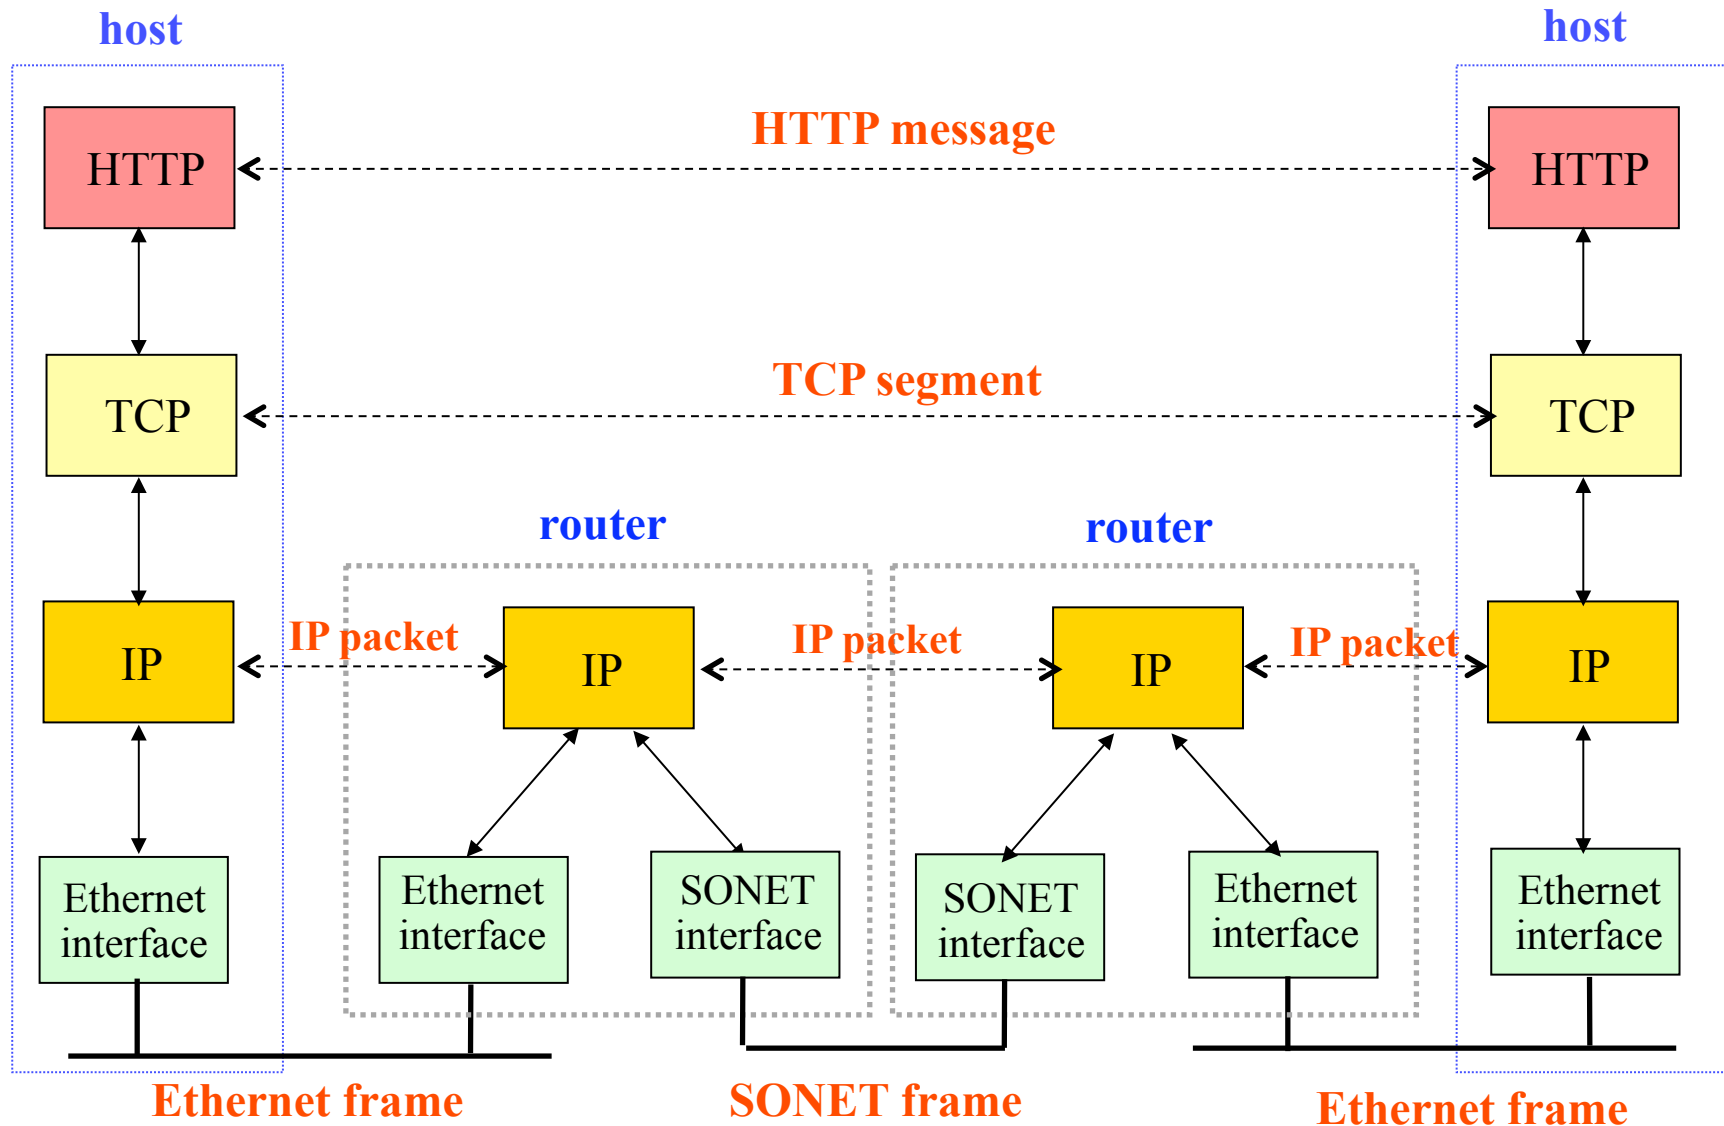 host
host
HTTP message
HTTP
HTTP
TCP segment
TCP
TCP
router
router
IP packet
IP packet
IP packet
IP
IP
IP
IP
Ethernet
interface
Ethernet
interface
SONET
interface
SONET
interface
Ethernet
interface
Ethernet
interface
Ethernet frame
SONET frame
Ethernet frame